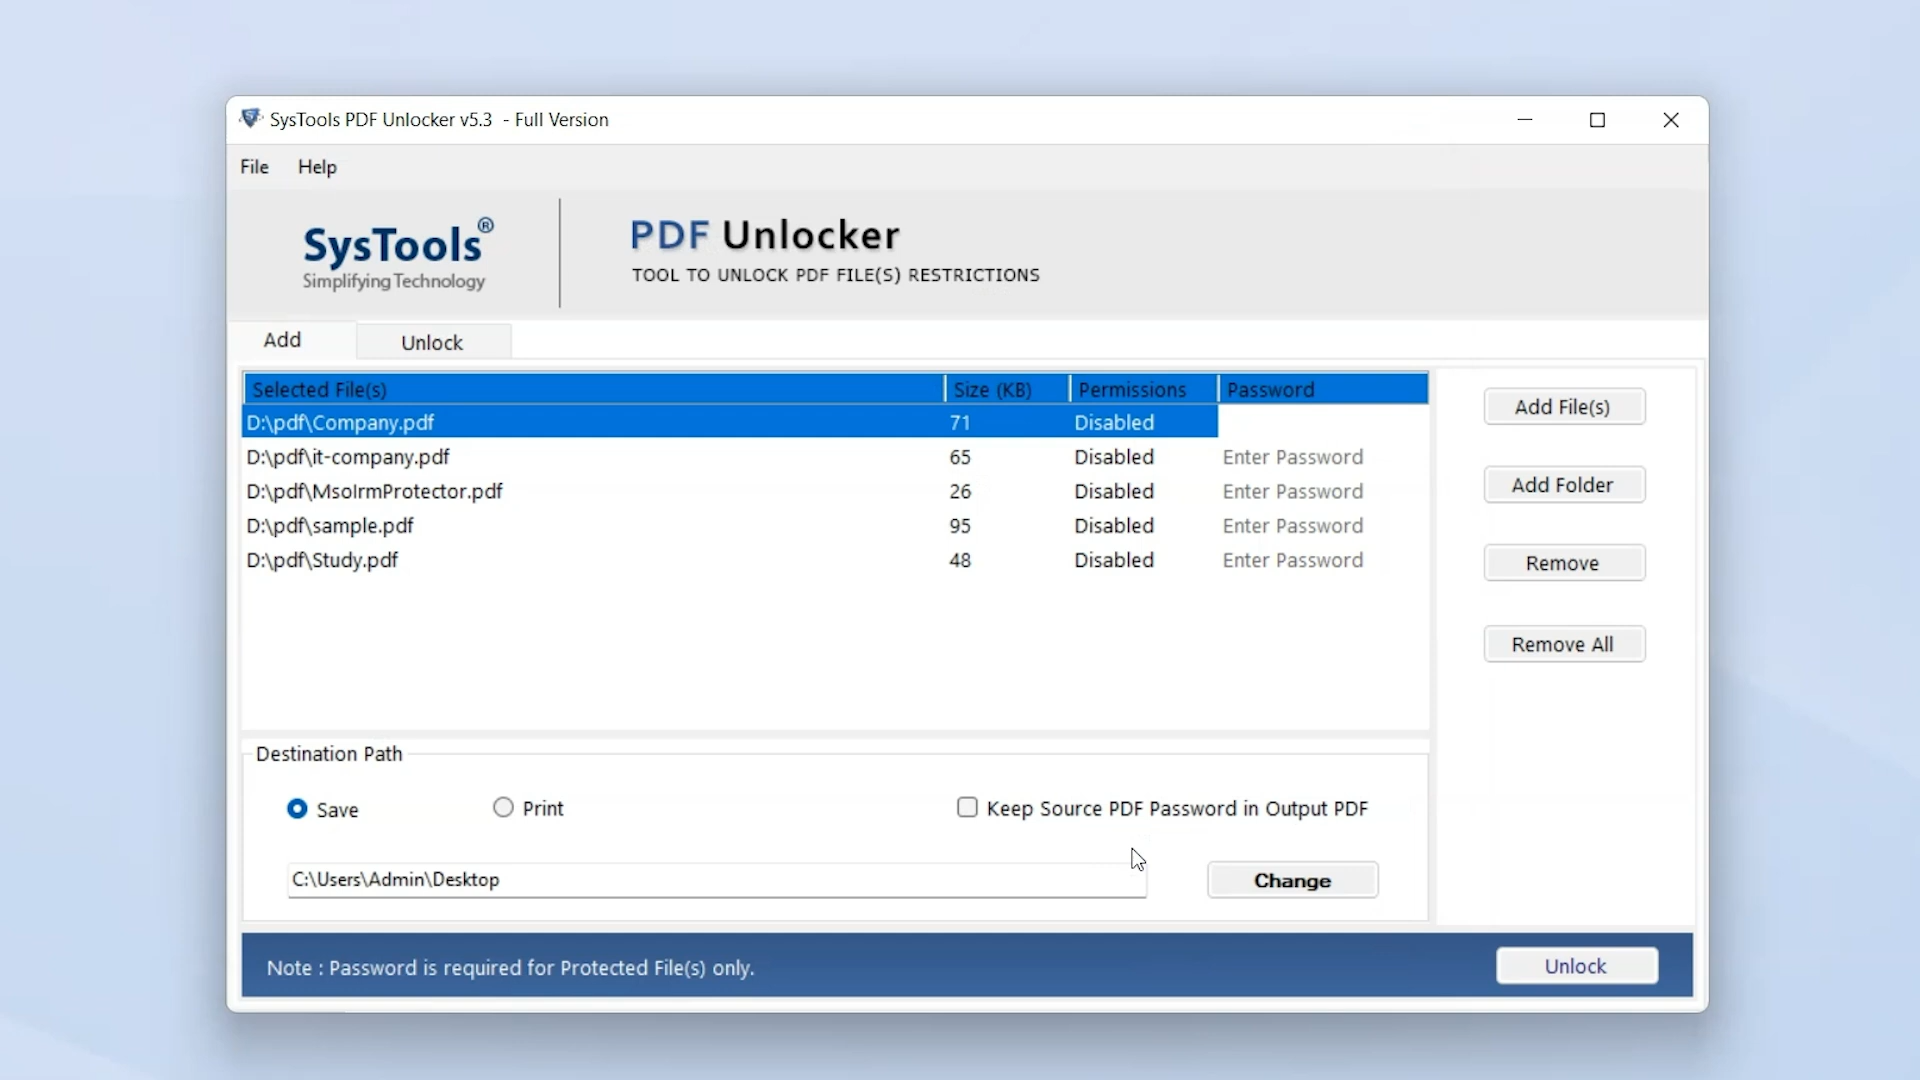 SysTools PDF Unlocker v5.3 - Full Version
File Help
SysTools®
Simplifying Technology
PDF Unlocker
TOOL TO UNLOCK PDF FILE(S) RESTRICTIONS
Add Unlock
Selected File(s) Size (KB) Permissions Password
D:\pdf\Company.pdf 71 Disabled
D:\pdf\it-company.pdf 65 Disabled Enter Password
D:\pdf\MsoIrmProtector.pdf 26 Disabled Enter Password
D:\pdf\sample.pdf 95 Disabled Enter Password
D:\pdf\Study.pdf 48 Disabled Enter Password
Add File(s)
Add Folder
Remove
Remove All
Destination Path
Save Print Keep Source PDF Password in Output PDF
C:\Users\Admin\Desktop Change
Note : Password is required for Protected File(s) only. Unlock